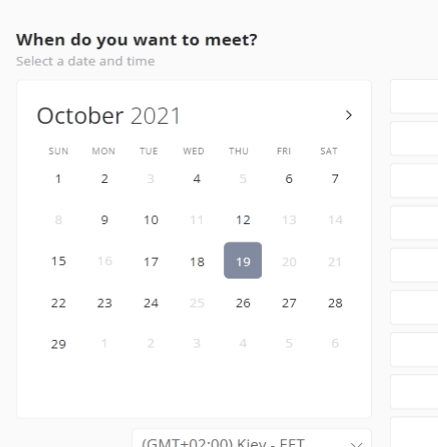 When do you want to meet?
Select a date and time
October 2021
SUN MON TUE WED THU FRI SAT
1 2 3 4 5 6 7
8 9 10 11 12 13 14
15 16 17 18 19 20 21
22 23 24 25 26 27 28
29 1 2 3 4 5 6
(GMT+02:00) Kiev - EET